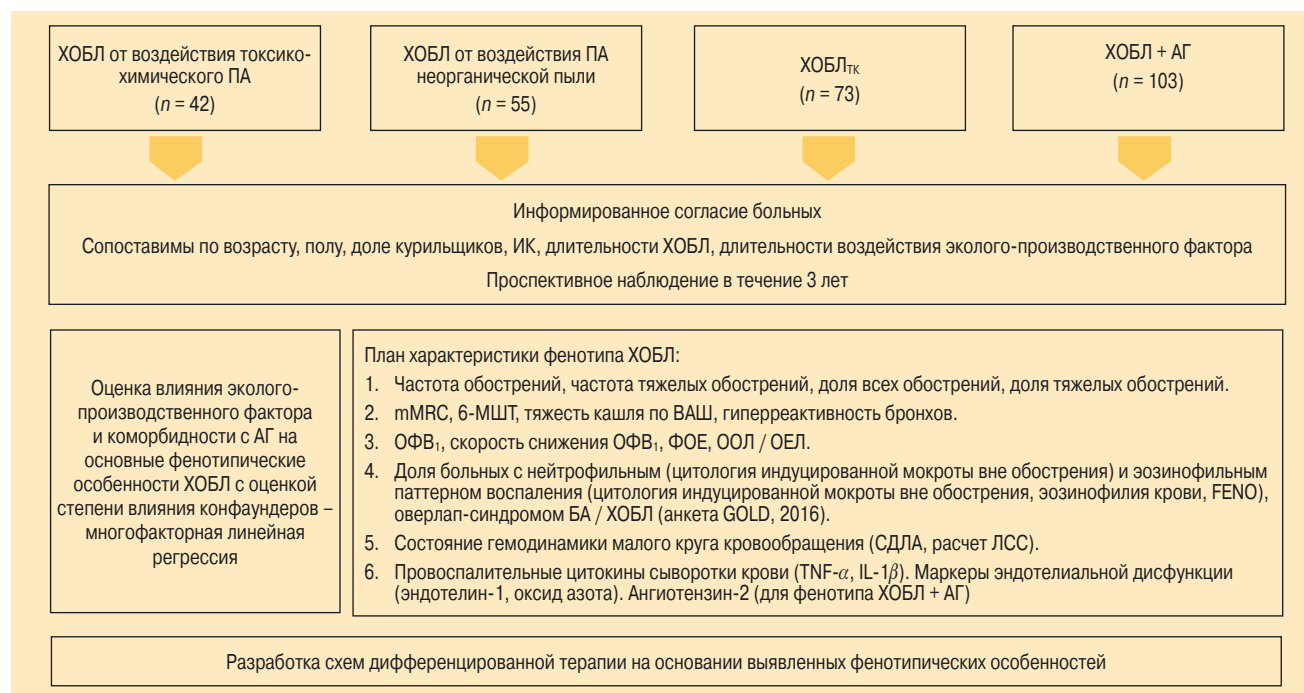 ХОБЛ от воздействия токсико-
химического ПА
(n = 42)
ХОБЛ от воздействия ПА
неорганической пыли
(n = 55)
ХОБЛТК
(n = 73)
ХОБЛ + АГ
(n = 103)
Информированное согласие больных
Сопоставимы по возрасту, полу, доле курильщиков, ИК, длительности ХОБЛ, длительности воздействия эколого-производственного фактора
Проспективное наблюдение в течение 3 лет
Оценка влияния эколого-
производственного фактора
и коморбидности с АГ на
основные фенотипические
особенности ХОБЛ с оценкой
степени влияния конфаундеров –
многофакторная линейная
регрессия
План характеристики фенотипа ХОБЛ:
1. Частота обострений, частота тяжелых обострений, доля всех обострений, доля тяжелых обострений.
2. mMRC, 6-МШТ, тяжесть кашля по ВАШ, гиперреактивность бронхов.
3. ОФВ₁, скорость снижения ОФВ₁, ФОЕ, ООЛ / ОЕЛ.
4. Доля больных с нейтрофильным (цитология индуцированной мокроты вне обострения) и эозинофильным
паттерном воспаления (цитология индуцированной мокроты вне обострения, эозинофилия крови, FENO),
оверлап-синдромом БА / ХОБЛ (анкета GOLD, 2016).
5. Состояние гемодинамики малого круга кровообращения (СДЛА, расчет ЛСС).
6. Провоспалительные цитокины сыворотки крови (TNF-α, IL-1β). Маркеры эндотелиальной дисфункции
(эндотелин-1, оксид азота). Ангиотензин-2 (для фенотипа ХОБЛ + АГ)
Разработка схем дифференцированной терапии на основании выявленных фенотипических особенностей